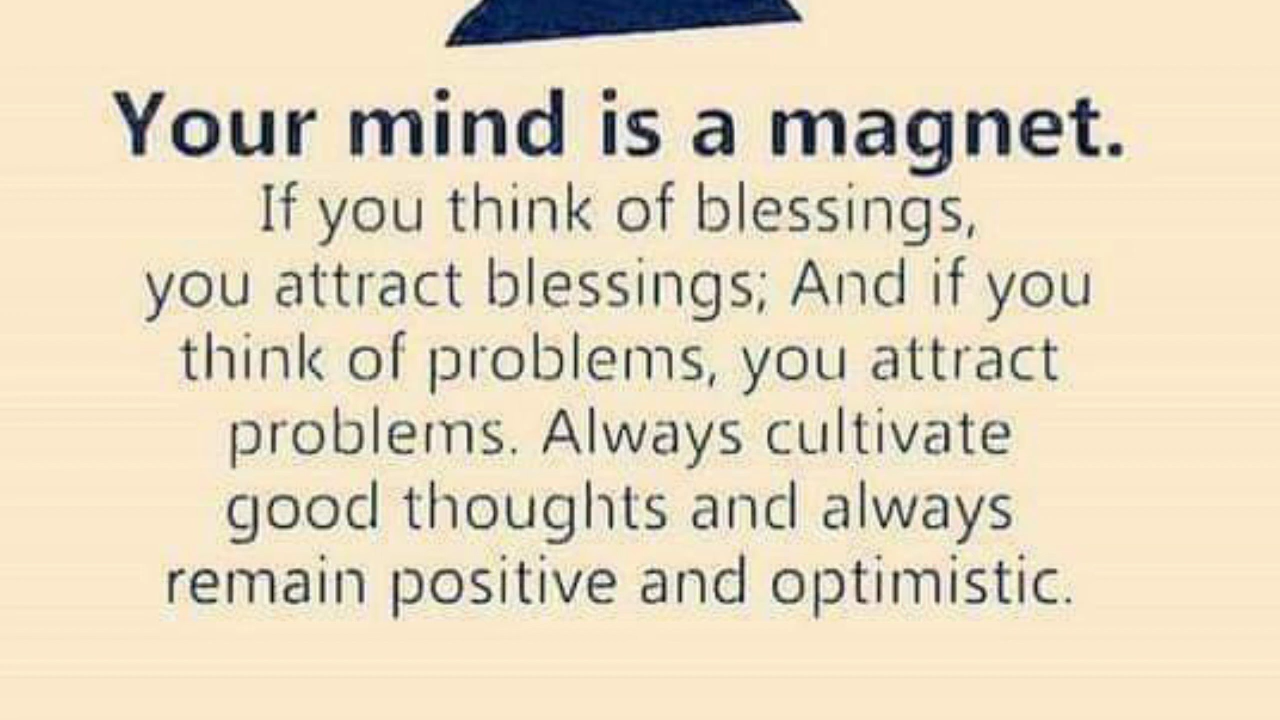 Your mind is a magnet.
If you think of blessings,
you attract blessings; And if you
think of problems, you attract
problems. Always cultivate
good thoughts and always
remain positive and optimistic.